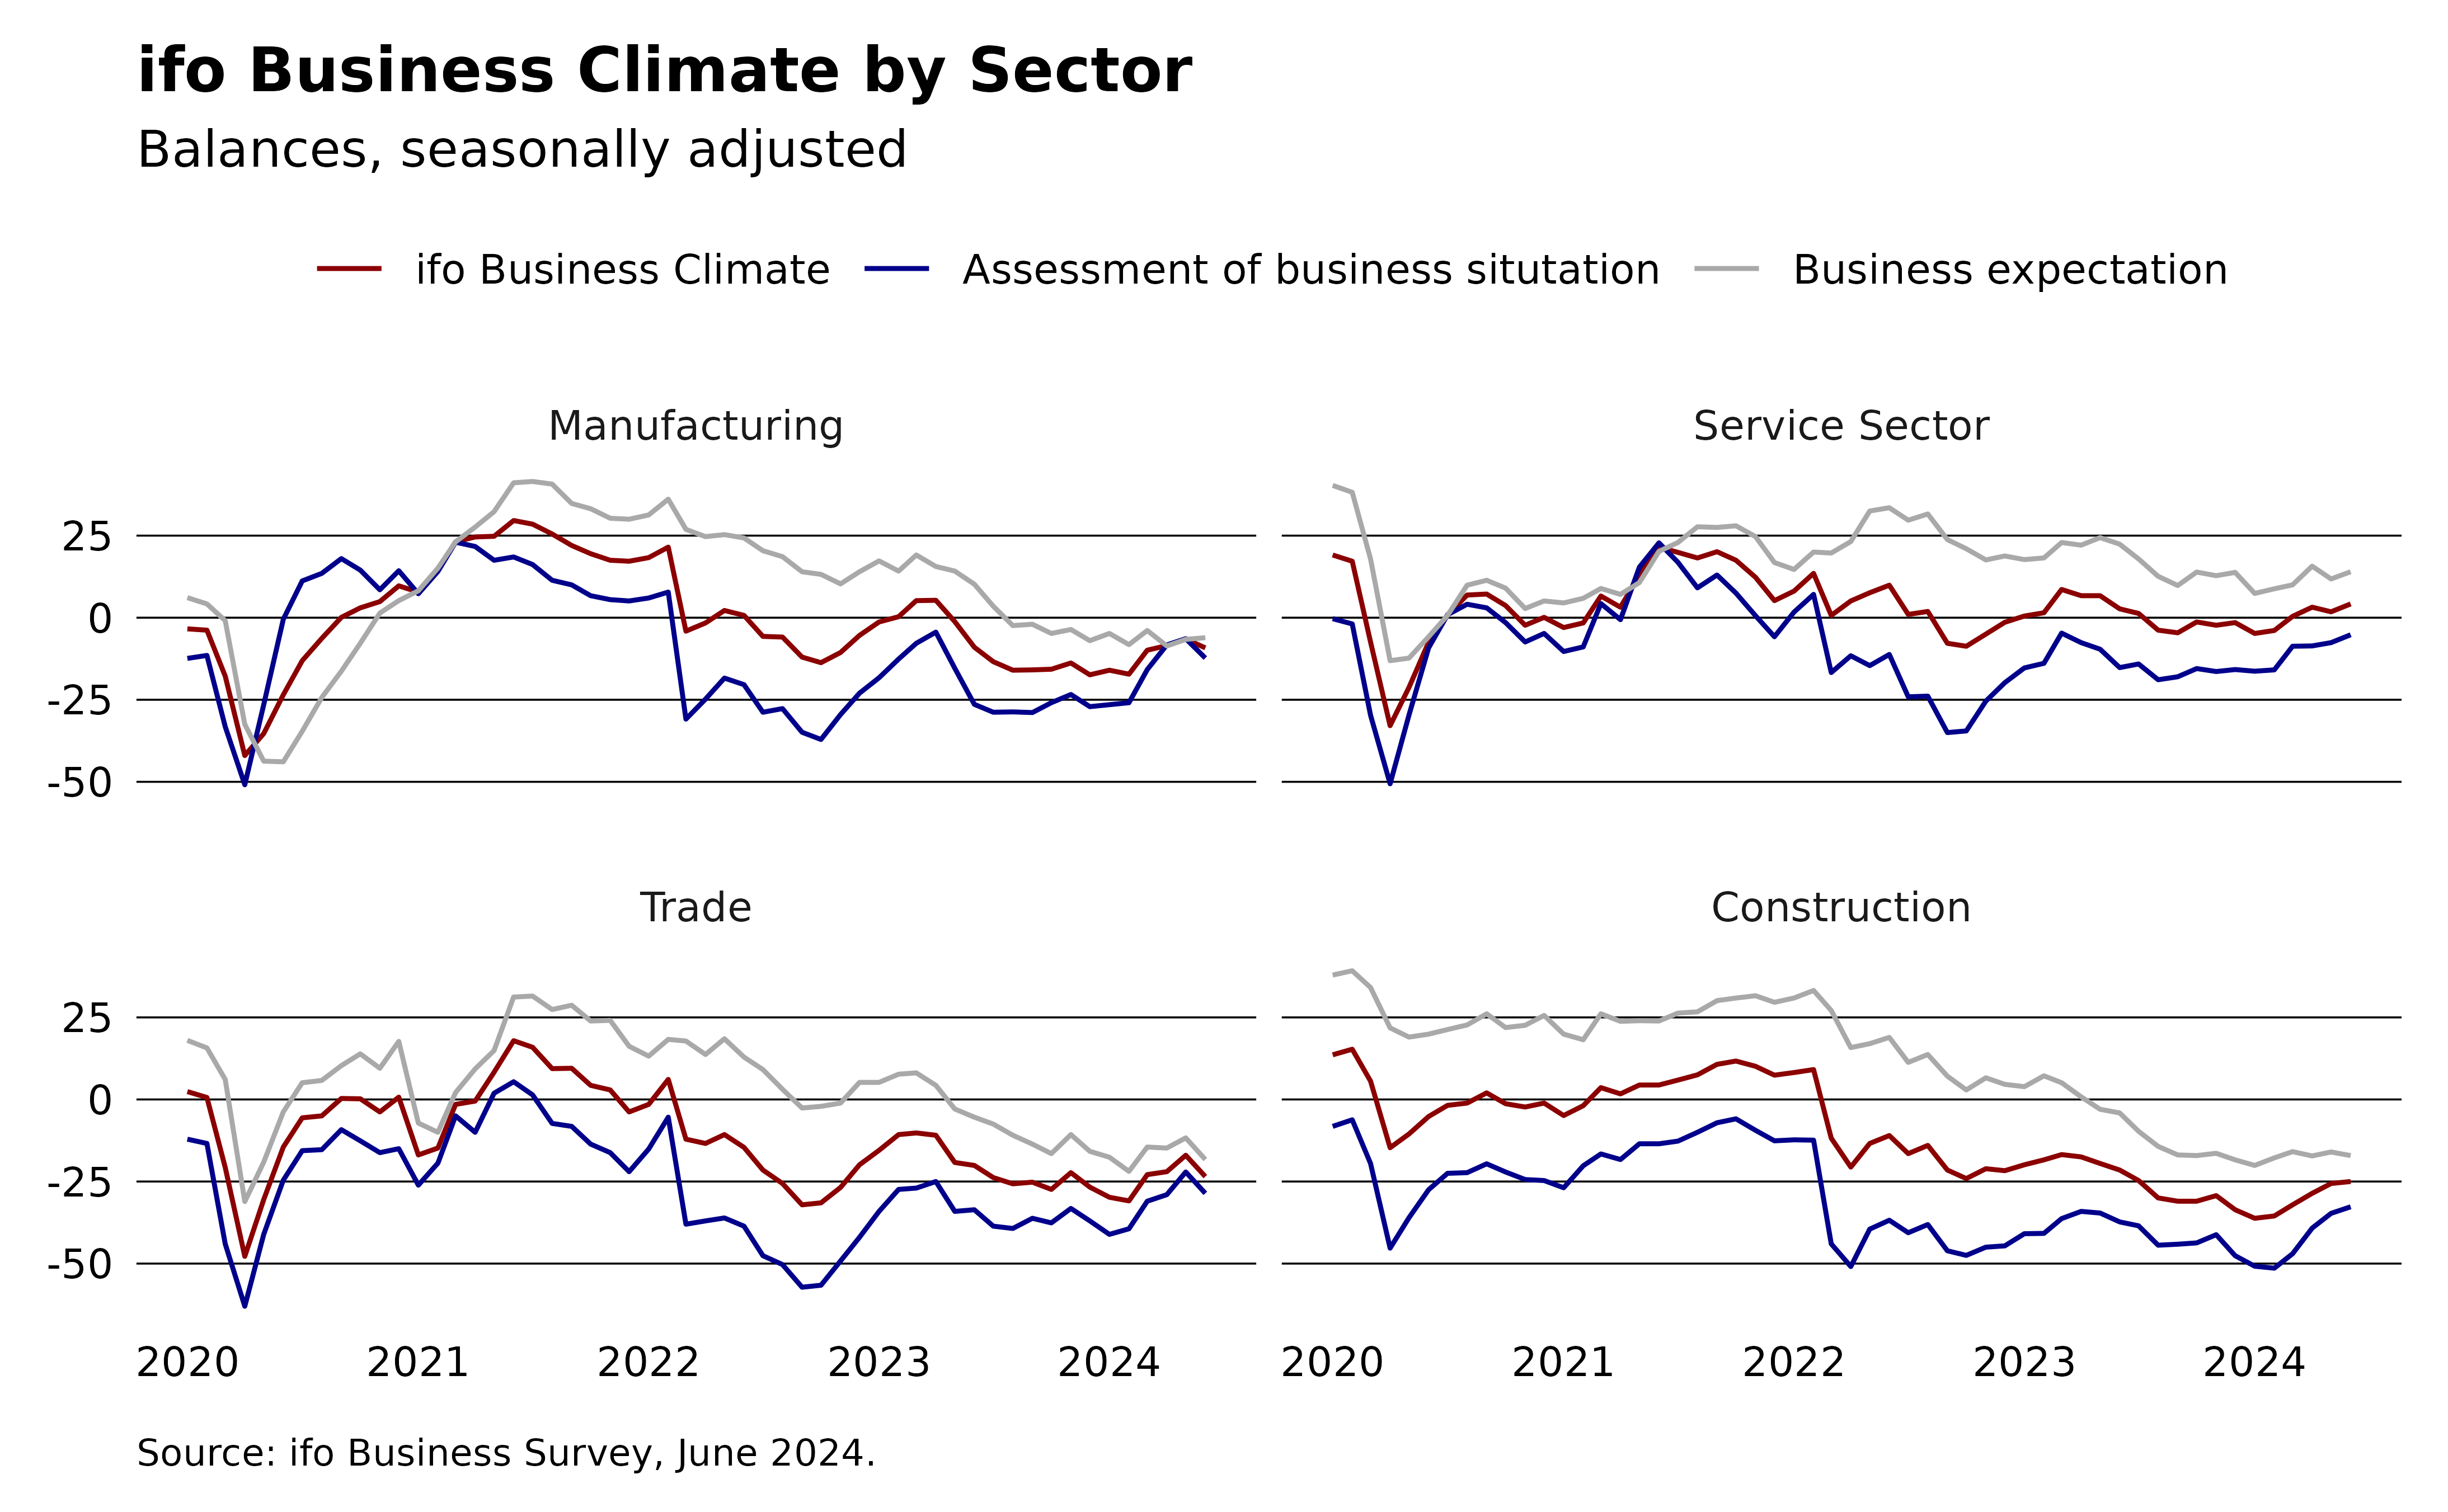 ifo Business Climate by Sector
Balances, seasonally adjusted
ifo Business Climate Assessment of business situtation Business expectation
Manufacturing Service Sector
25
0
-25
-50
Trade Construction
25
0
-25
-50
2020 2021 2022 2023 2024 2020 2021 2022 2023 2024
Source: ifo Business Survey, June 2024.